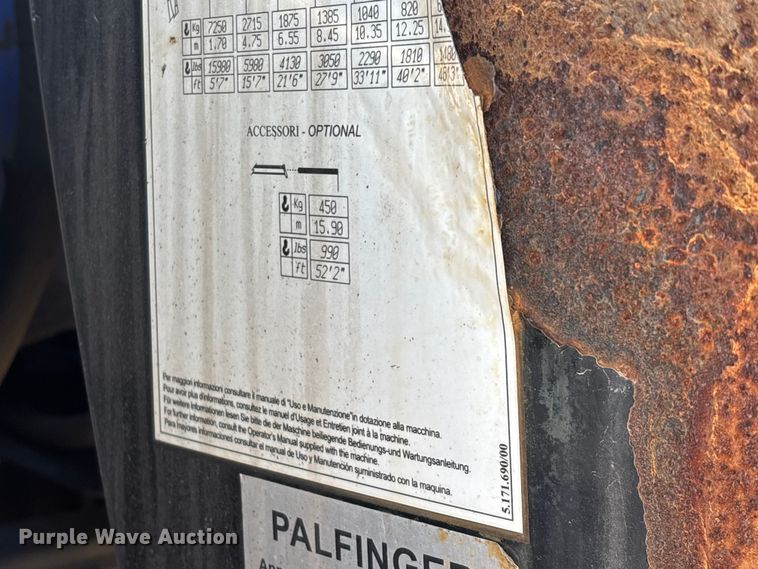 Kg 7250 2715 1875 1385 1040 820
m 1.70 4.75 6.55 8.45 10.35 12.25 14.
lbs 15980 5980 4130 3050 2290 1810
ft 5'7" 15'7" 21'6" 27'9" 33'11" 40'2" 46'3"
ACCESSORI - OPTIONAL
Kg 450
m 15.90
lbs 990
ft 52'2"
Per maggiori informazioni consultare il manuale di "Uso e Manutenzione" in dotazione alla macchina.
Pour avoir plus d'informations, consultez le manuel d'Usage et Entretien joint à la machine.
Für weitere Informationen lesen Sie bitte die der Maschine beiliegende Bedienungs-und Wartungsanleitung.
For further information, consult the Operator's Manual supplied with the machine.
Para mayores informaciones consultar el manual de Uso y Manutención suministrado con la maquina.
5.171.690/00
PALFINGER
Purple Wave Auction